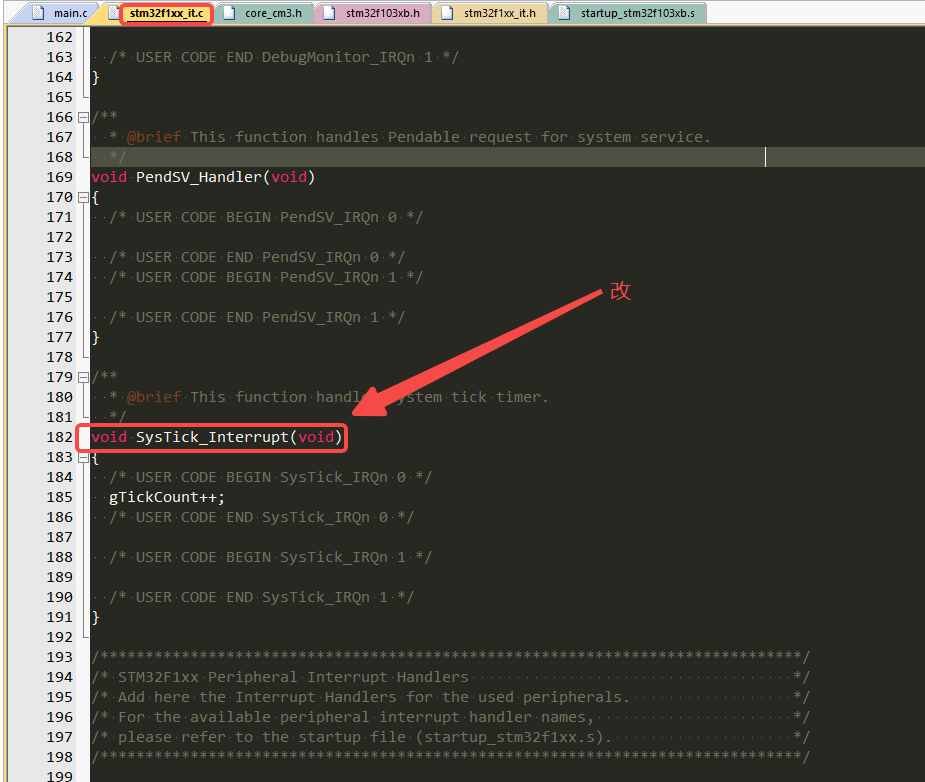 main.c stm32f1xx_it.c core_cm3.h stm32f103xb.h stm32f1xx_it.h startup_stm32f103xb.s
162
163 /* USER CODE END DebugMonitor_IRQn 1 */
164 }
165
166 /**
167 * @brief This function handles Pendable request for system service.
168 */
169 void PendSV_Handler(void)
170 {
171 /* USER CODE BEGIN PendSV_IRQn 0 */
172
173 /* USER CODE END PendSV_IRQn 0 */
174 /* USER CODE BEGIN PendSV_IRQn 1 */
改
175
176 /* USER CODE END PendSV_IRQn 1 */
177 }
178
179 /**
180 * @brief This function handle ystem tick timer.
181 */
182 void SysTick_Interrupt(void)
183 {
184 /* USER CODE BEGIN SysTick_IRQn 0 */
185 gTickCount++;
186 /* USER CODE END SysTick_IRQn 0 */
187
188 /* USER CODE BEGIN SysTick_IRQn 1 */
189
190 /* USER CODE END SysTick_IRQn 1 */
191 }
192
193 /******************************************************************************/
194 /* STM32F1xx Peripheral Interrupt Handlers */
195 /* Add here the Interrupt Handlers for the used peripherals. */
196 /* For the available peripheral interrupt handler names, */
197 /* please refer to the startup file (startup_stm32f1xx.s). */
198 /******************************************************************************/
199